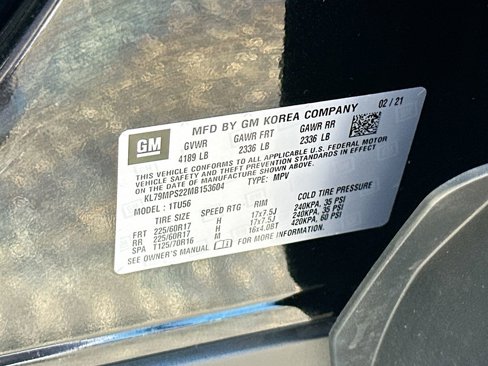 GM
MFD BY GM KOREA COMPANY 02 / 21
GVWR GAWR FRT GAWR RR
4189 LB 2336 LB 2336 LB
THIS VEHICLE CONFORMS TO ALL APPLICABLE U.S. FEDERAL MOTOR
VEHICLE SAFETY AND THEFT PREVENTION STANDARDS IN EFFECT
ON THE DATE OF MANUFACTURE SHOWN ABOVE.
KL79MPS22MB153604 TYPE: MPV
MODEL : 1TU56
TIRE SIZE SPEED RTG RIM COLD TIRE PRESSURE
FRT 225/60R17 17x7.5J 240KPA, 35 PSI
RR 225/60R17 17x7.5J 240KPA, 35 PSI
SPA T125/70R16 16x4.0BT 420KPA, 60 PSI
SEE OWNER'S MANUAL FOR MORE INFORMATION